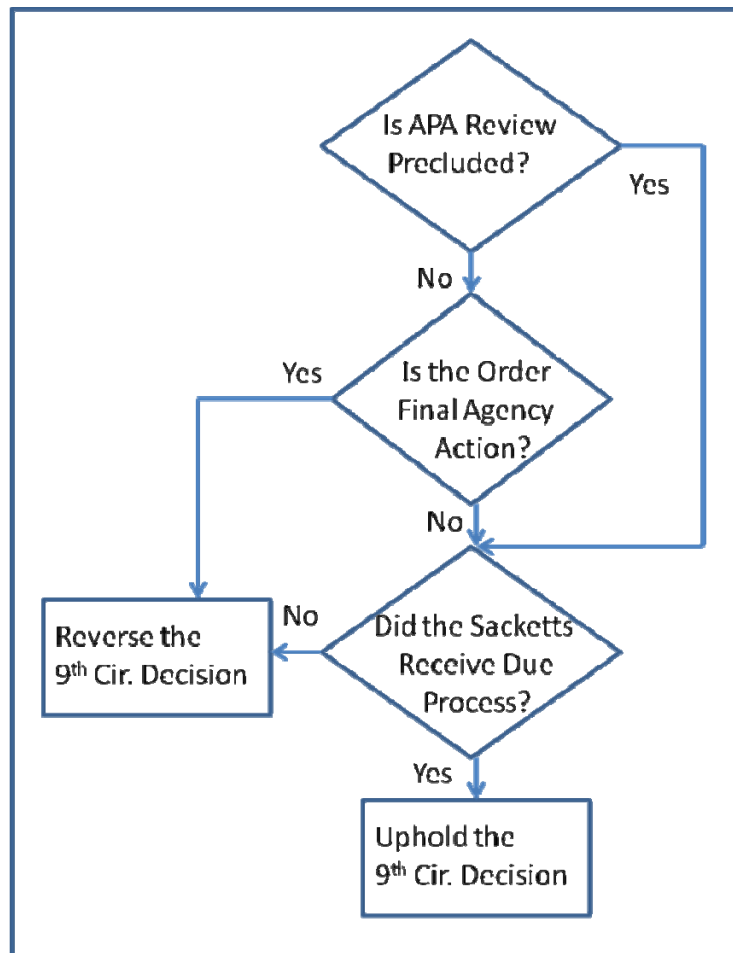 Is APA Review
Precluded?
Yes
No
Yes
Is the Order
Final Agency
Action?
No
Reverse the
9th Cir. Decision
No
Did the Sacketts
Receive Due
Process?
Yes
Uphold the
9th Cir. Decision